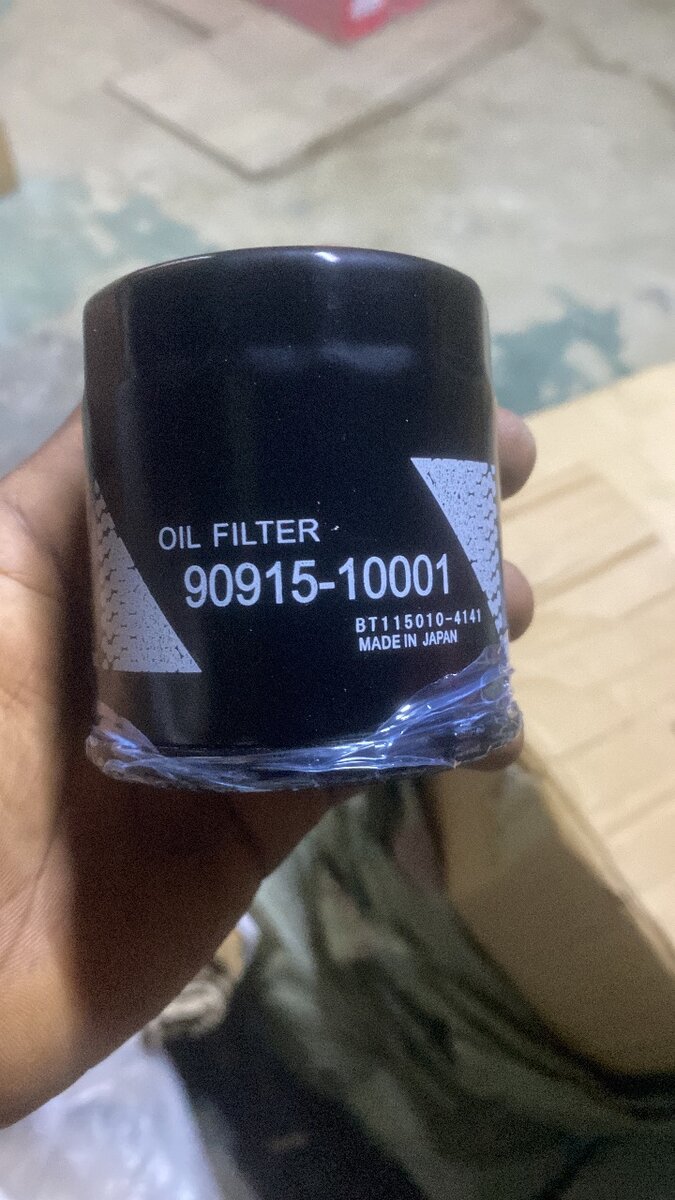 OIL FILTER
90915-10001
BT115010-4141
MADE IN JAPAN